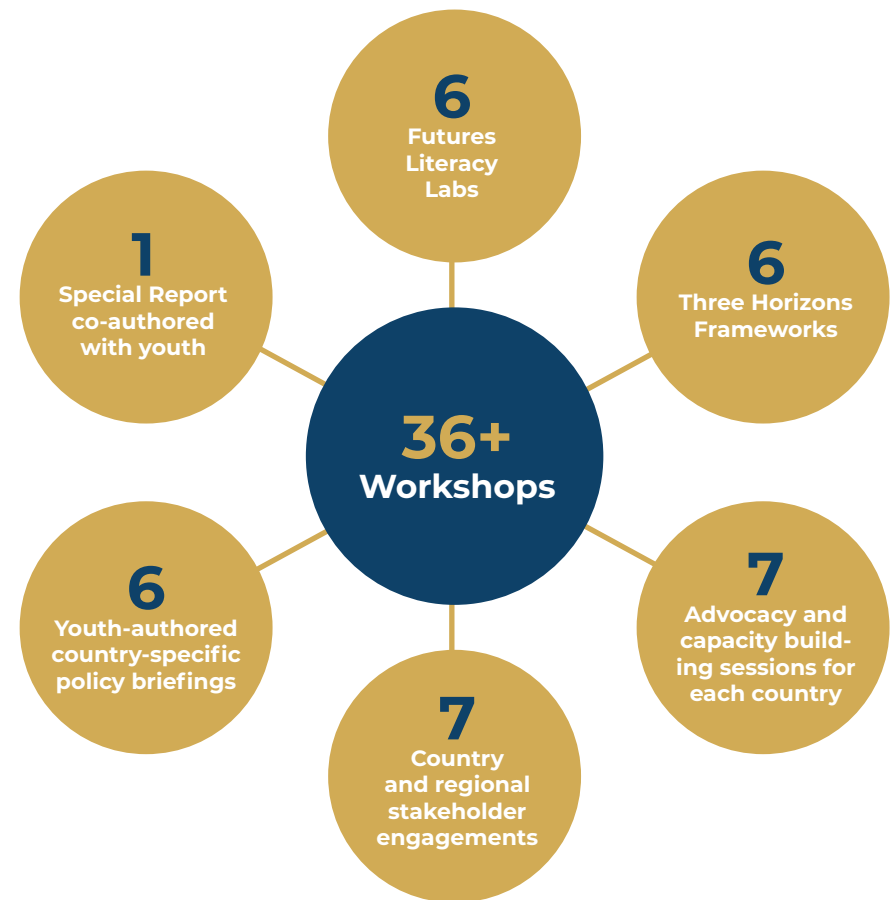 6
Futures
Literacy
Labs
1
Special Report
co-authored
with youth
6
Three Horizons
Frameworks
36+
Workshops
6
Youth-authored
country-specific
policy briefings
7
Advocacy and
capacity build-
ing sessions for
each country
7
Country
and regional
stakeholder
engagements